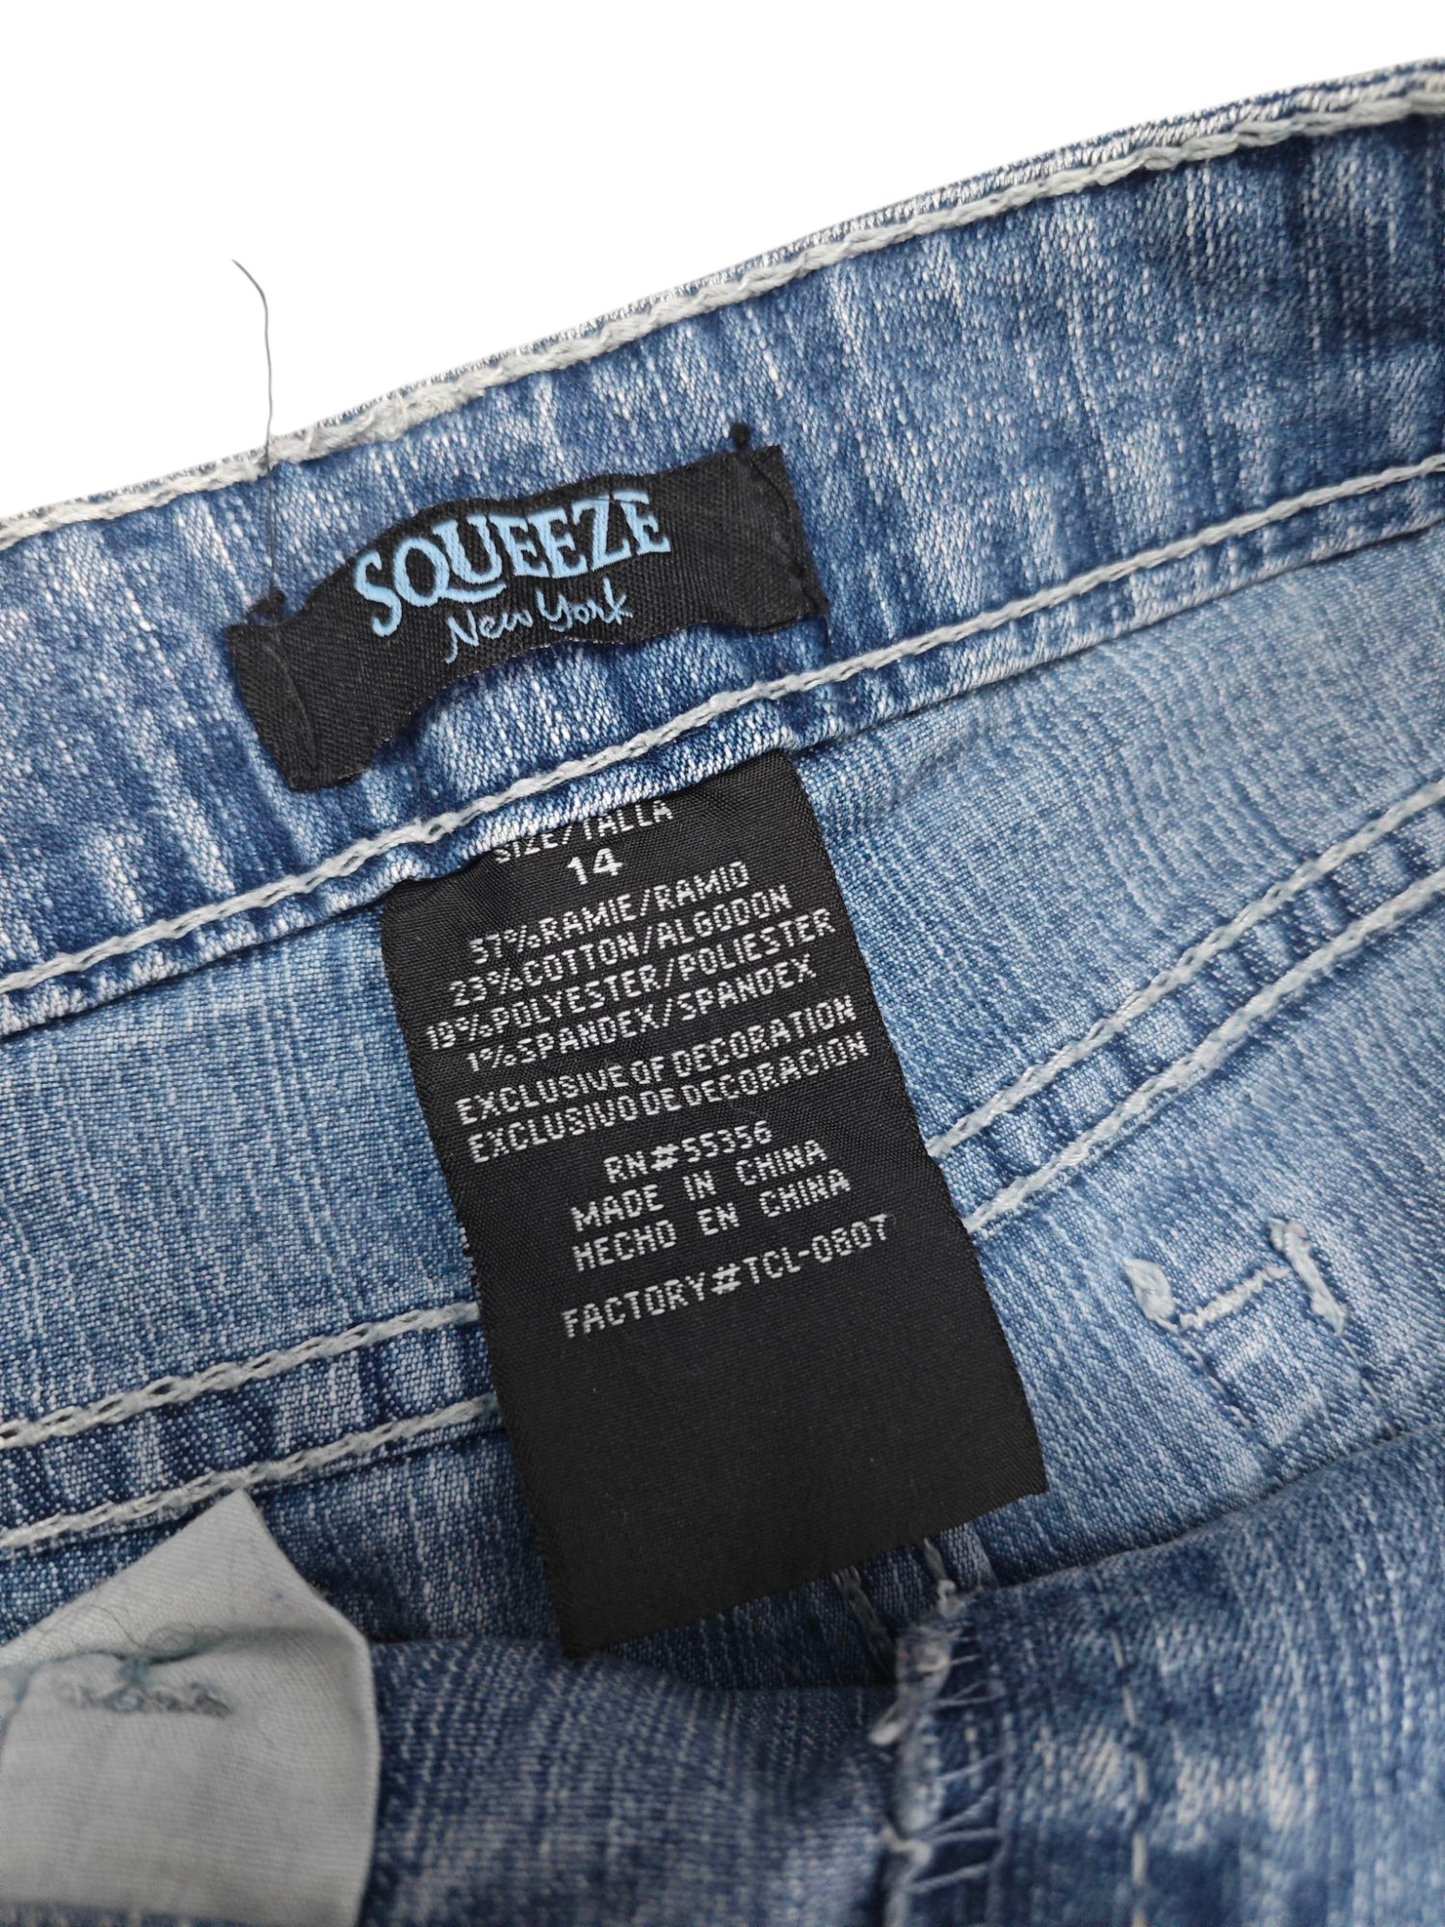 SQUEEZE
New York
SIZE/TALLA
14
57%RAMIE/RAMIO
23%COTTON/ALGODON
19%POLYESTER/POLIESTER
1%SPANDEX/SPANDEX
EXCLUSIVE OF DECORATION
EXCLUSIVO DE DECORACION
RN#55356
MADE IN CHINA
HECHO EN CHINA
FACTORY#TCL-080T